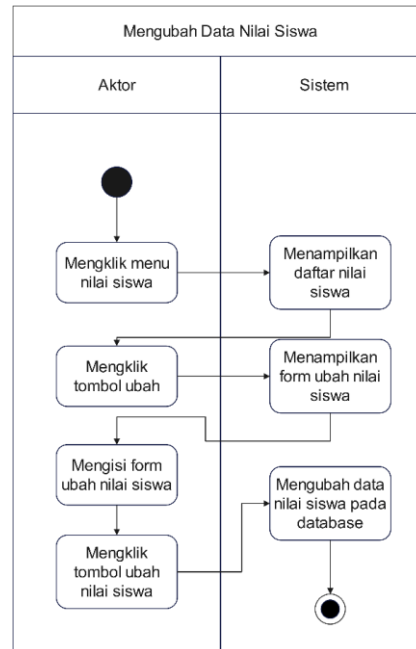 Mengubah Data Nilai Siswa
Aktor
Sistem
Mengklik menu
nilai siswa
Menampilkan
daftar nilai
siswa
Mengklik
tombol ubah
Menampilkan
form ubah nilai
siswa
Mengisi form
ubah nilai siswa
Mengklik
tombol ubah
nilai siswa
Mengubah data
nilai siswa pada
database